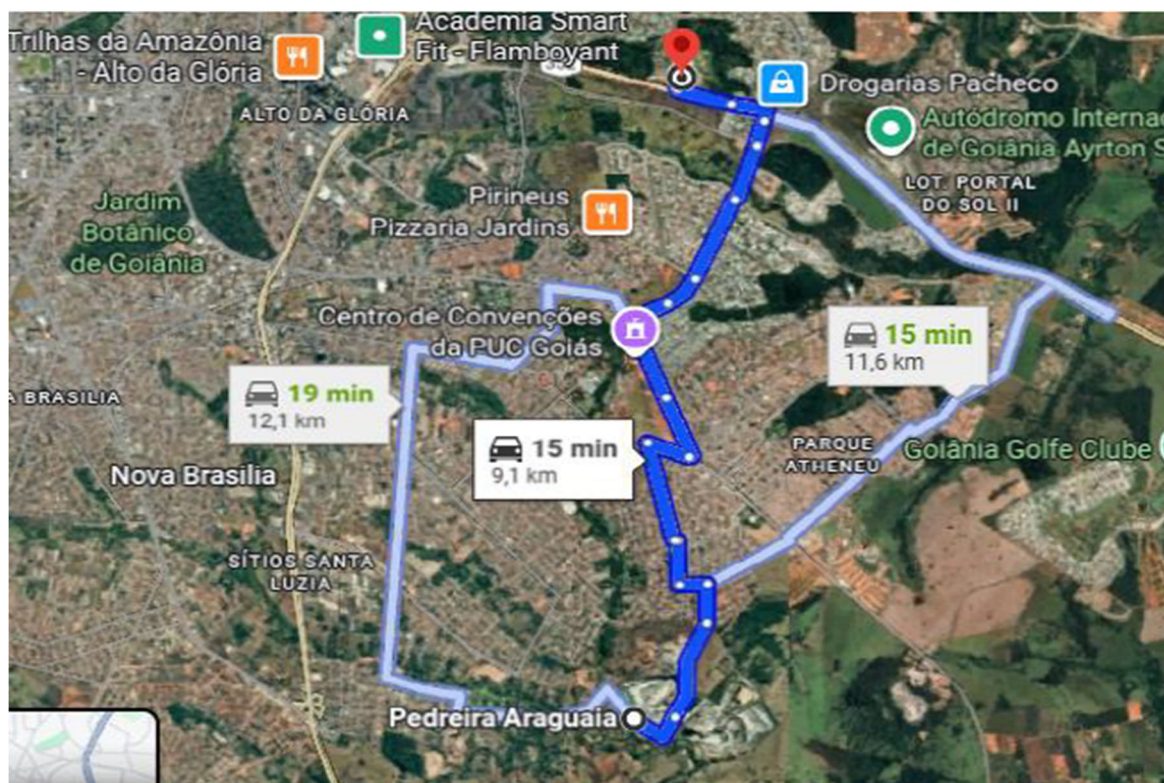 Trilhas da Amazônia
- Alto da Glória
Academia Smart
Fit - Flamboyant
ALTO DA GLÓRIA
Drogarias Pacheco
Autódromo Internac
de Goiânia Ayrton S
LOT. PORTAL
DO SOL II
Jardim
Botânico
de Goiânia
Pirineus
Pizzaria Jardins
Centro de Convenções
da PUC Goiás
15 min
11,6 km
19 min
12,1 km
A BRASILIA
15 min
9,1 km
PARQUE
ATHENEU
Goiânia Golfe Clube
Nova Brasília
SÍTIOS SANTA
LUZIA
Pedreira Araguaia